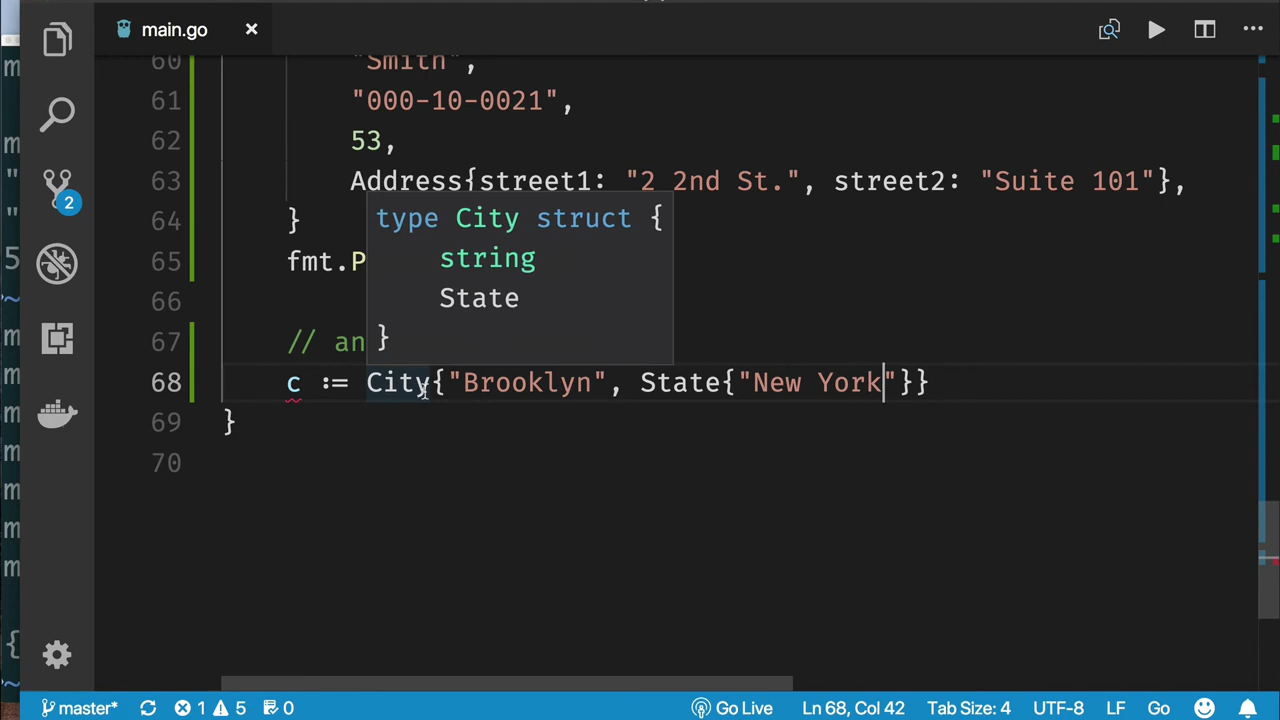 main.go
60 "Smith",
61 "000-10-0021",
62 53,
63 Address{street1: "2 2nd St.", street2: "Suite 101"},
64 }
65 fmt.P
66
67 // an
68 c := City{"Brooklyn", State{"New York"}}
69 }
70
type City struct {
string
State
}
2
master* 1 5 0 Go Live Ln 68, Col 42 Tab Size: 4 UTF-8 LF Go